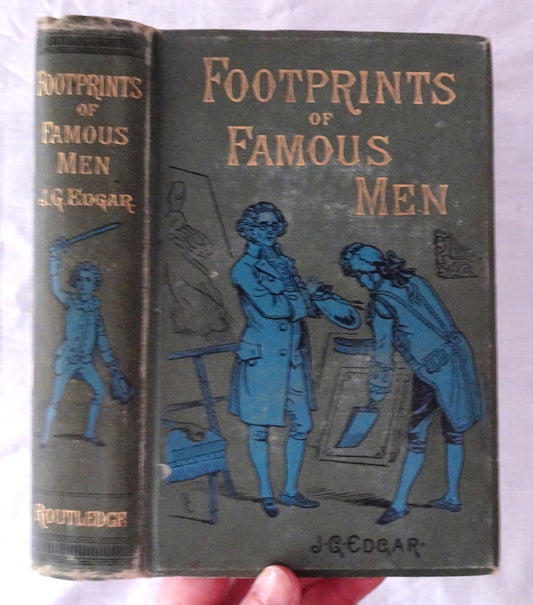 FOOTPRINTS
OF
FAMOUS
MEN
J.G. EDGAR
ROUTLEDGE
FOOTPRINTS
OF
FAMOUS
MEN
J.G. EDGAR.